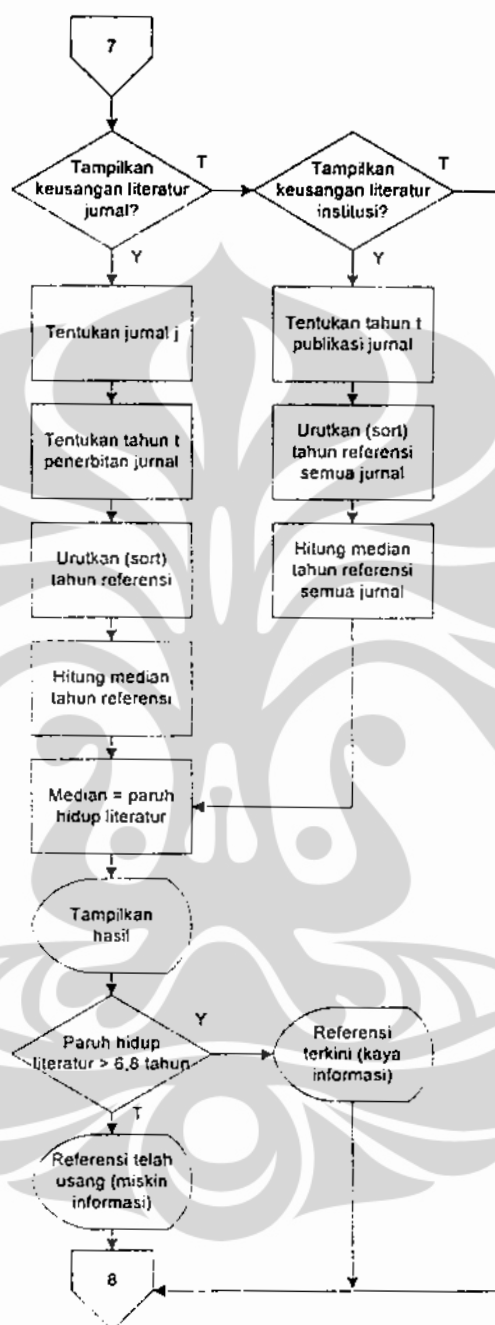 7
Tampilkan
keusangan literatur
jurnal?
T
Y
Tampilkan
keusangan literatur
institusi?
T
Y
Tentukan jurnal j
Tentukan tahun t
penerbitan jurnal
Urutkan (sort)
tahun referensi
Hitung median
tahun referensi
Tentukan tahun t
publikasi jurnal
Urutkan (sort)
tahun referensi
semua jurnal
Hitung median
tahun referensi
semua jurnal
Median = paruh
hidup literatur
Tampilkan
hasil
Paruh hidup
literatur > 6,8 tahun
Y
T
Referensi
terkini (kaya
informasi)
Referensi telah
usang (miskin
informasi)
8